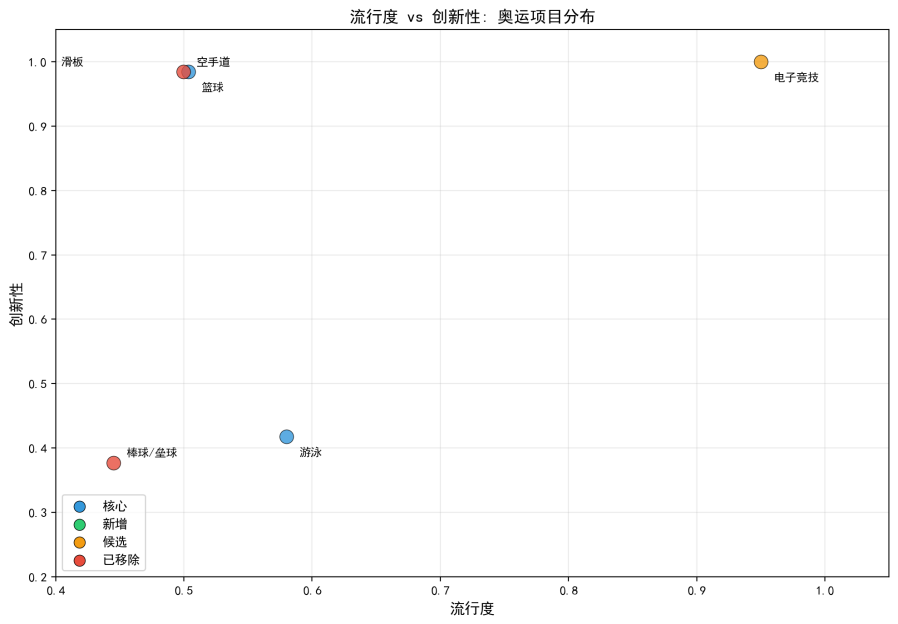 流行度 vs 创新性: 奥运项目分布
1.0
0.9
0.8
0.7
0.6
0.5
0.4
0.3
0.2
创新性
滑板
空手道
篮球
电子竞技
棒球/垒球
游泳
核心
新增
候选
已移除
0.4 0.5 0.6 0.7 0.8 0.9 1.0
流行度